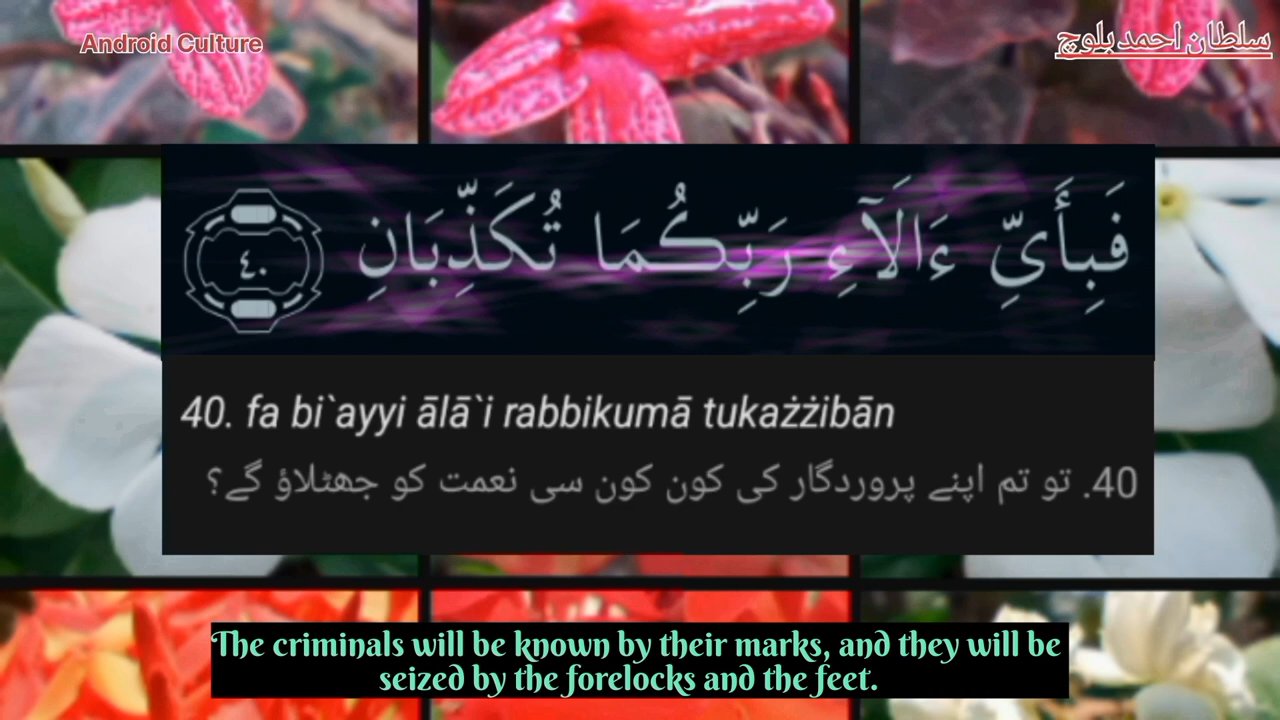 Android Culture
سلطان احمد بلوچ
فَبِأَىِّ ءَالَآءِ رَبِّكُمَا تُكَذِّبَانِ ٤٠
40. fa bi`ayyi ālā`i rabbikumā tukażżibān
40. تو تم اپنے پروردگار کی کون کون سی نعمت کو جھٹلاؤ گے؟
The criminals will be known by their marks, and they will be
seized by the forelocks and the feet.